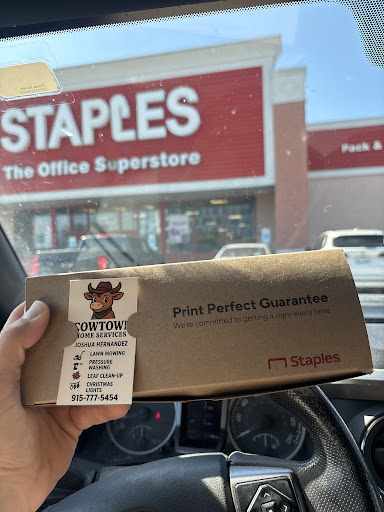 STAPLES
The Office Superstore
Pack &
Print Perfect Guarantee
We're committed to getting it right every time.
Staples
COWTOWN
HOME SERVICES
JOSHUA HERNANDEZ
LAWN MOWING
PRESSURE
WASHING
LEAF CLEAN-UP
CHRISTMAS
LIGHTS
915-777-5454